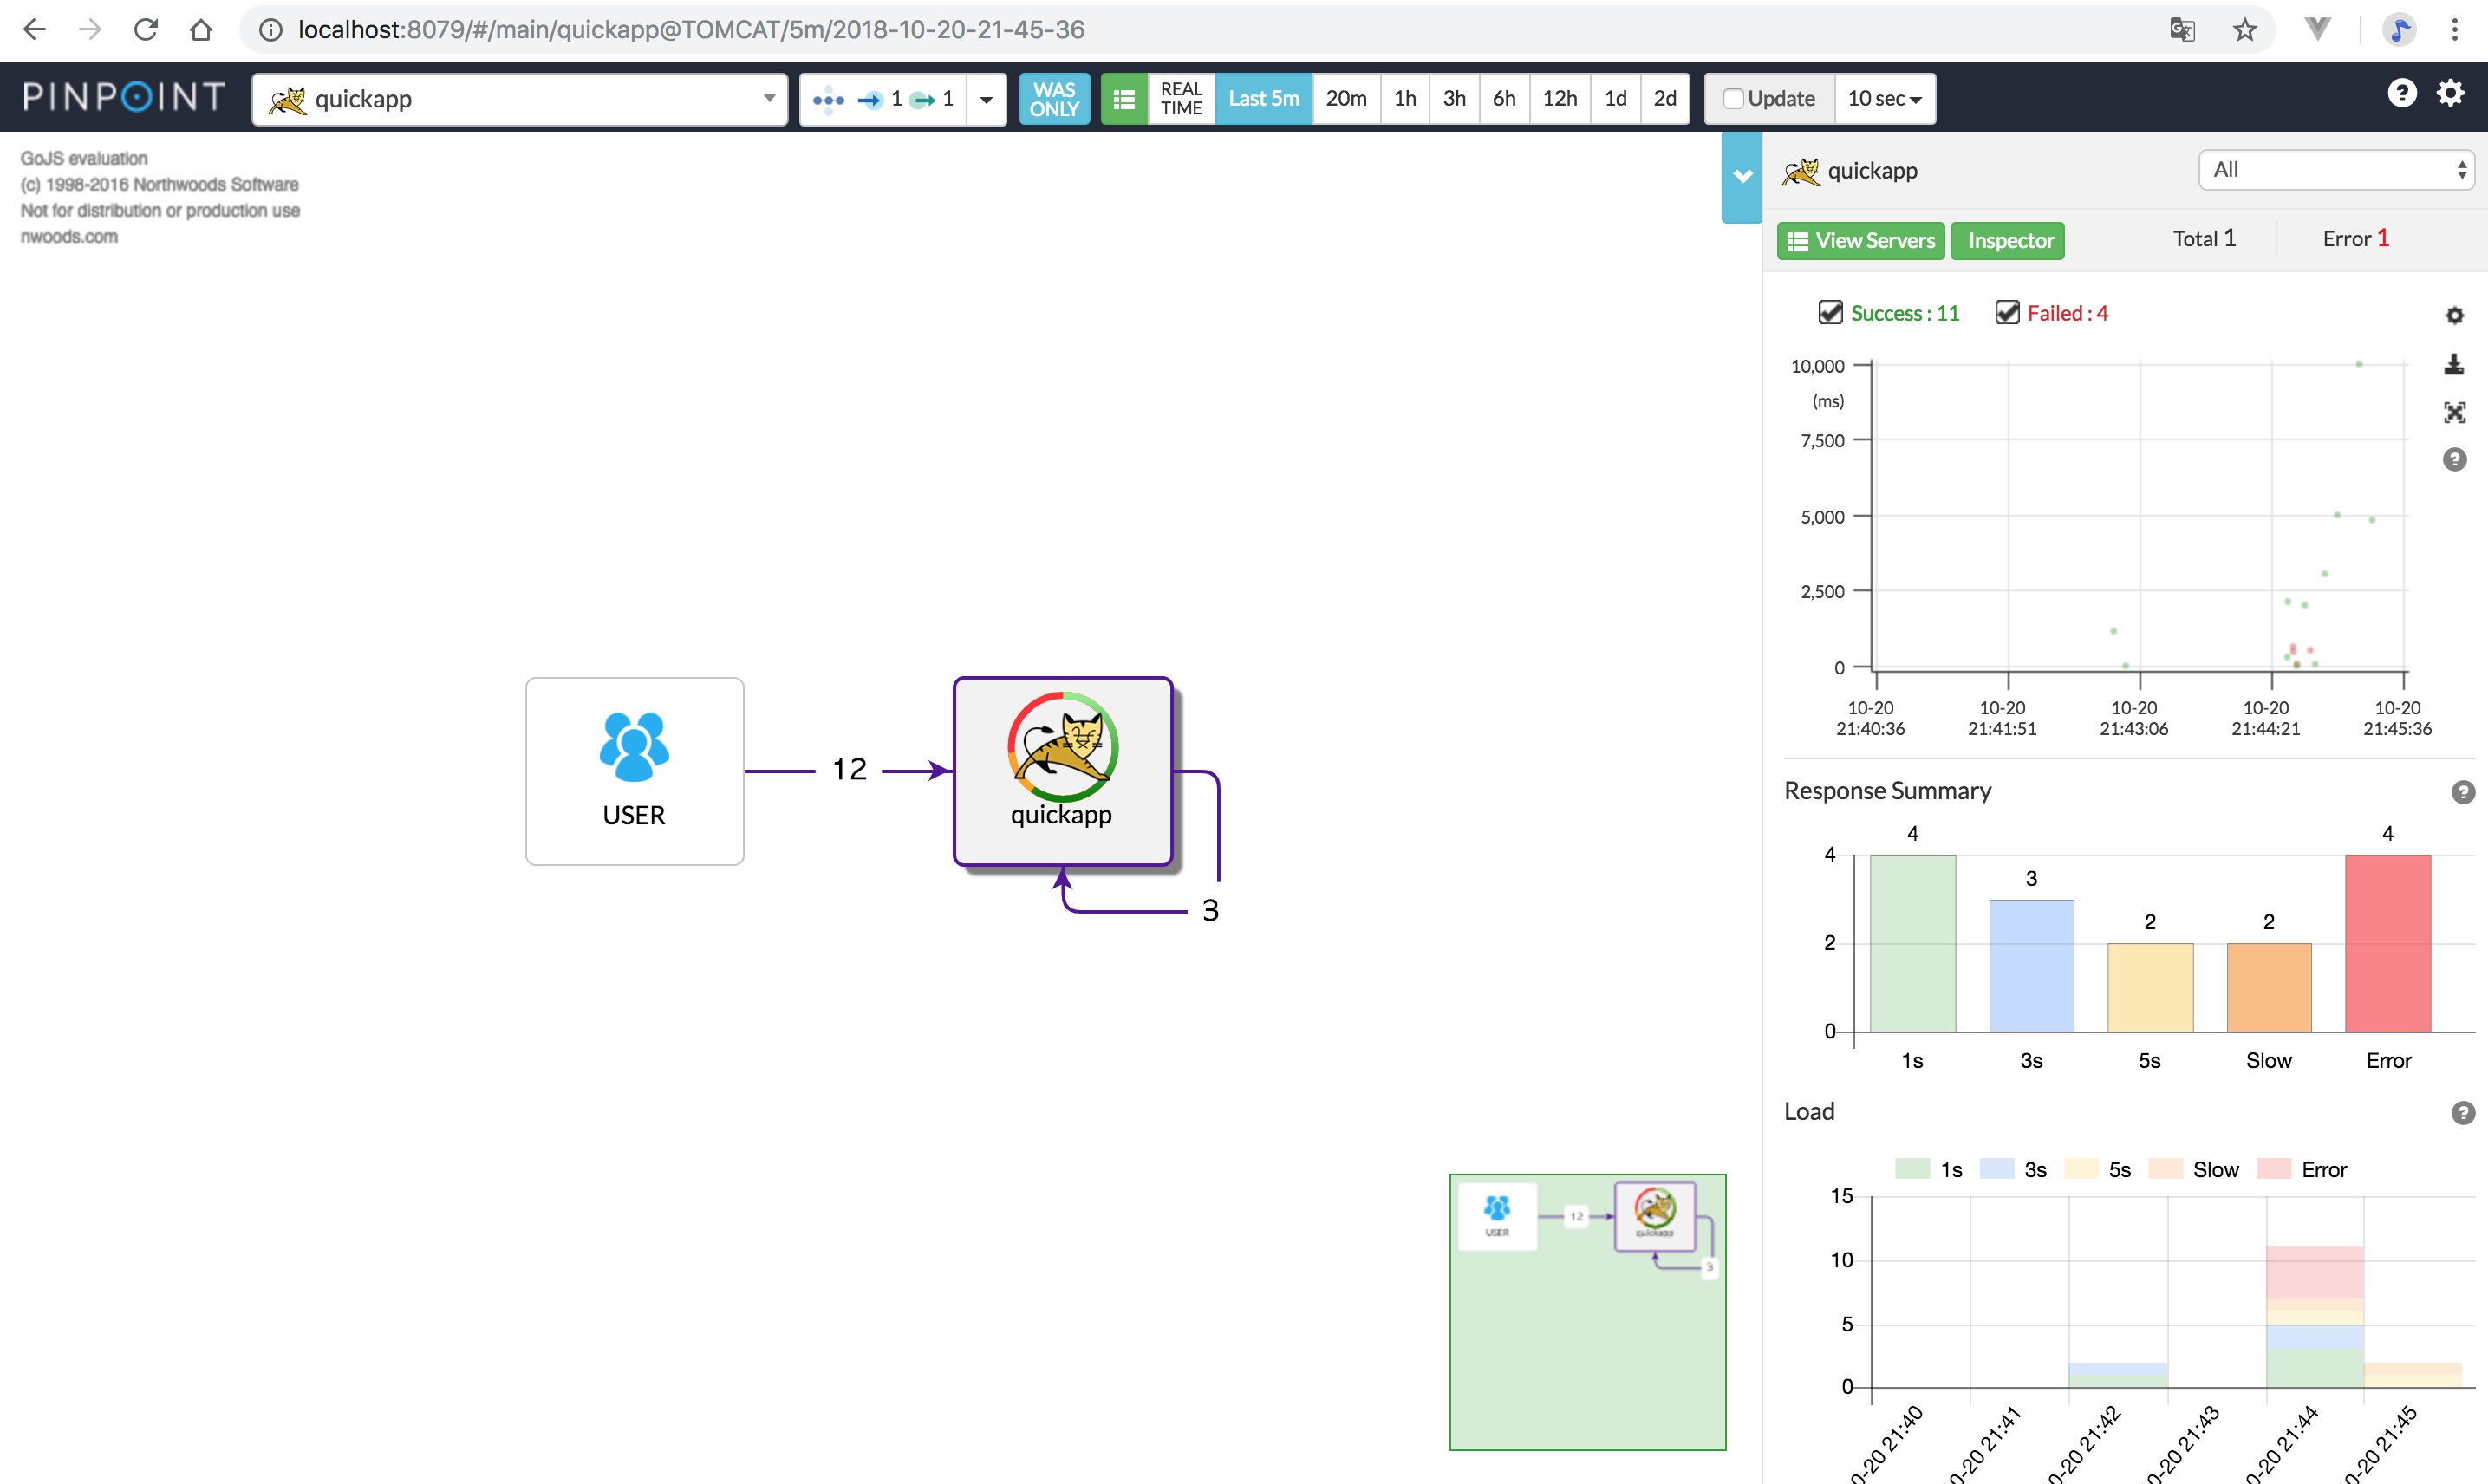 localhost:8079/#/main/quickapp@TOMCAT/5m/2018-10-20-21-45-36
PINPOINT
quickapp
1 1
WAS ONLY
REAL TIME
Last 5m 20m 1h 3h 6h 12h 1d 2d
Update 10 sec
GoJS evaluation
(c) 1998-2016 Northwoods Software
Not for distribution or production use
nwoods.com
USER
12
quickapp
3
USER
12
quickapp
3
quickapp
All
View Servers Inspector Total 1 Error 1
Success : 11 Failed : 4
10,000
(ms)
7,500
5,000
2,500
0
10-20 10-20 10-20 10-20 10-20
21:40:36 21:41:51 21:43:06 21:44:21 21:45:36
Response Summary
4 3 2 2 4
4
2
0
1s 3s 5s Slow Error
Load
1s 3s 5s Slow Error
15
10
5
0
0-20 21:40 0-20 21:41 0-20 21:42 0-20 21:43 0-20 21:44 0-20 21:45